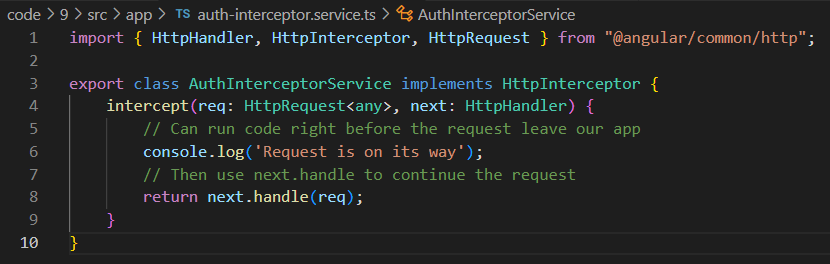 code > 9 > src > app > TS auth-interceptor.service.ts > AuthInterceptorService
1 import { HttpHandler, HttpInterceptor, HttpRequest } from "@angular/common/http";
2
3 export class AuthInterceptorService implements HttpInterceptor {
4     intercept(req: HttpRequest<any>, next: HttpHandler) {
5         // Can run code right before the request leave our app
6         console.log('Request is on its way');
7         // Then use next.handle to continue the request
8         return next.handle(req);
9     }
10 }